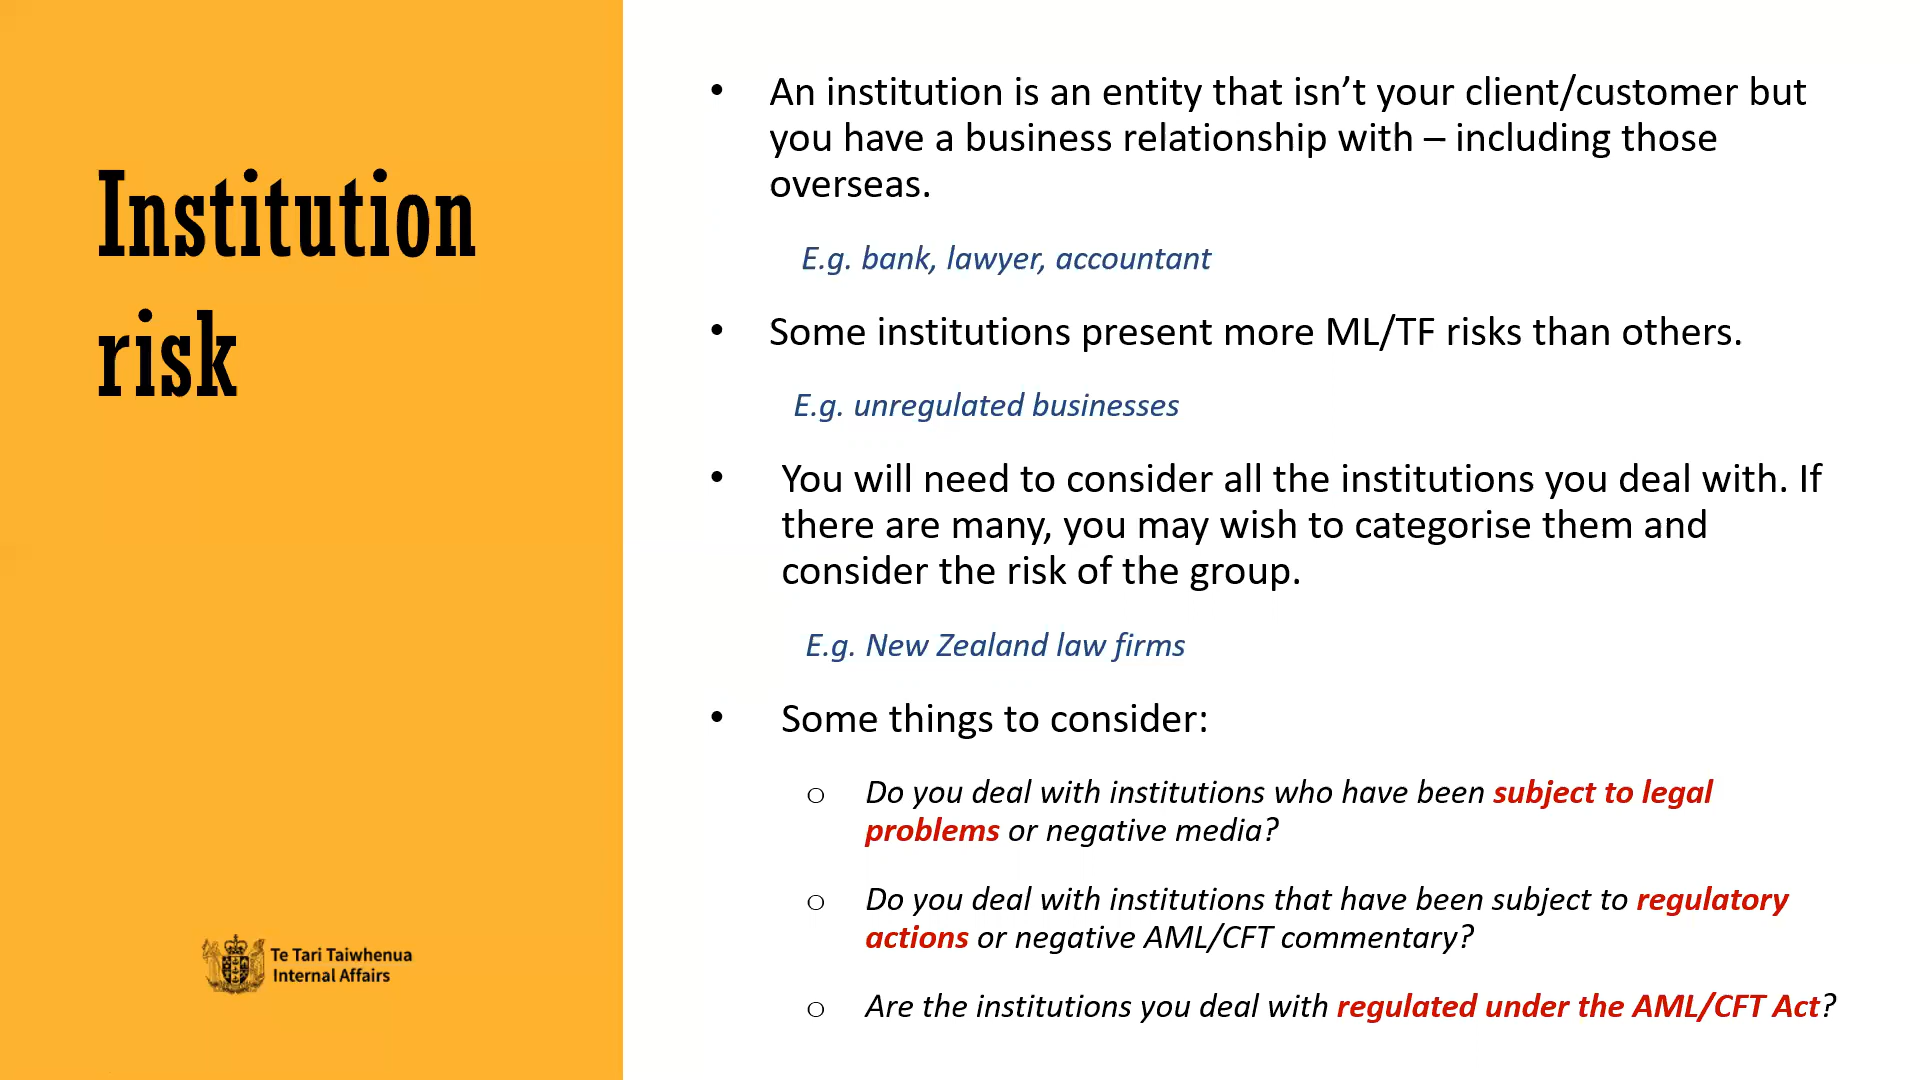 Institution
risk
• An institution is an entity that isn’t your client/customer but
you have a business relationship with – including those
overseas.
E.g. bank, lawyer, accountant
• Some institutions present more ML/TF risks than others.
E.g. unregulated businesses
• You will need to consider all the institutions you deal with. If
there are many, you may wish to categorise them and
consider the risk of the group.
E.g. New Zealand law firms
• Some things to consider:
o Do you deal with institutions who have been subject to legal
problems or negative media?
o Do you deal with institutions that have been subject to regulatory
actions or negative AML/CFT commentary?
o Are the institutions you deal with regulated under the AML/CFT Act?
Te Tari Taiwhenua
Internal Affairs